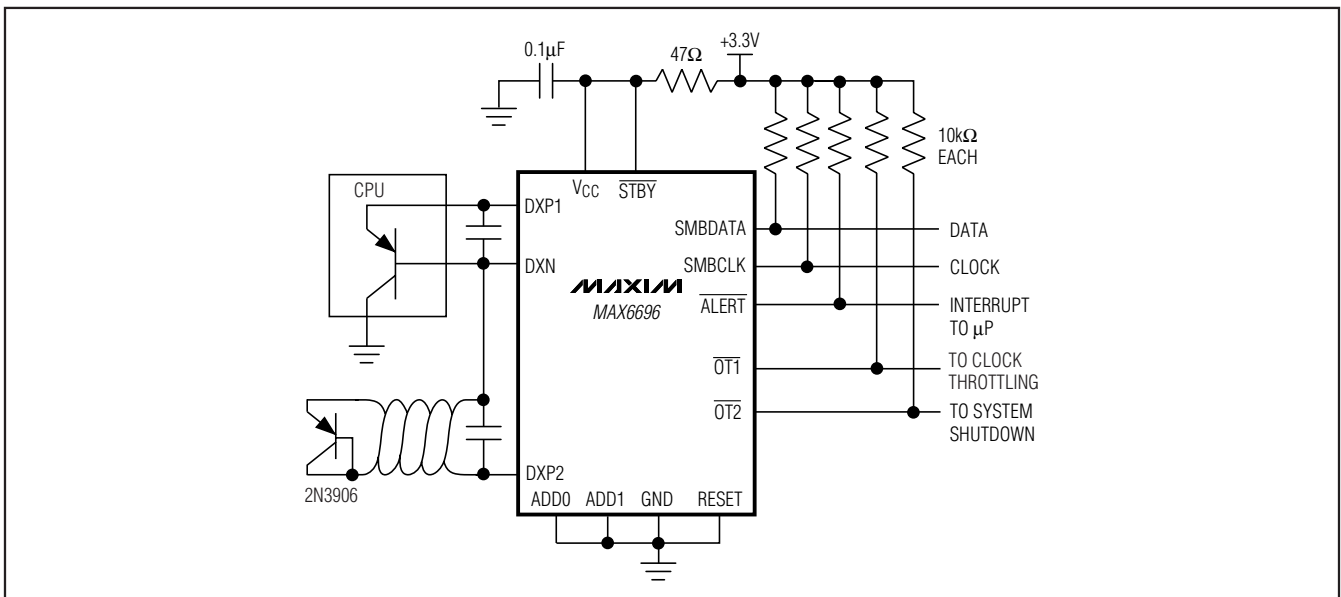 0.1μF
47Ω
+3.3V
10kΩ
EACH
CPU
VCC
STBY
DXP1
SMBDATA
DATA
DXN
SMBCLK
CLOCK
MAXIM
MAX6696
ALERT
INTERRUPT
TO μP
OT1
TO CLOCK
THROTTLING
OT2
TO SYSTEM
SHUTDOWN
DXP2
2N3906
ADD0 ADD1 GND RESET